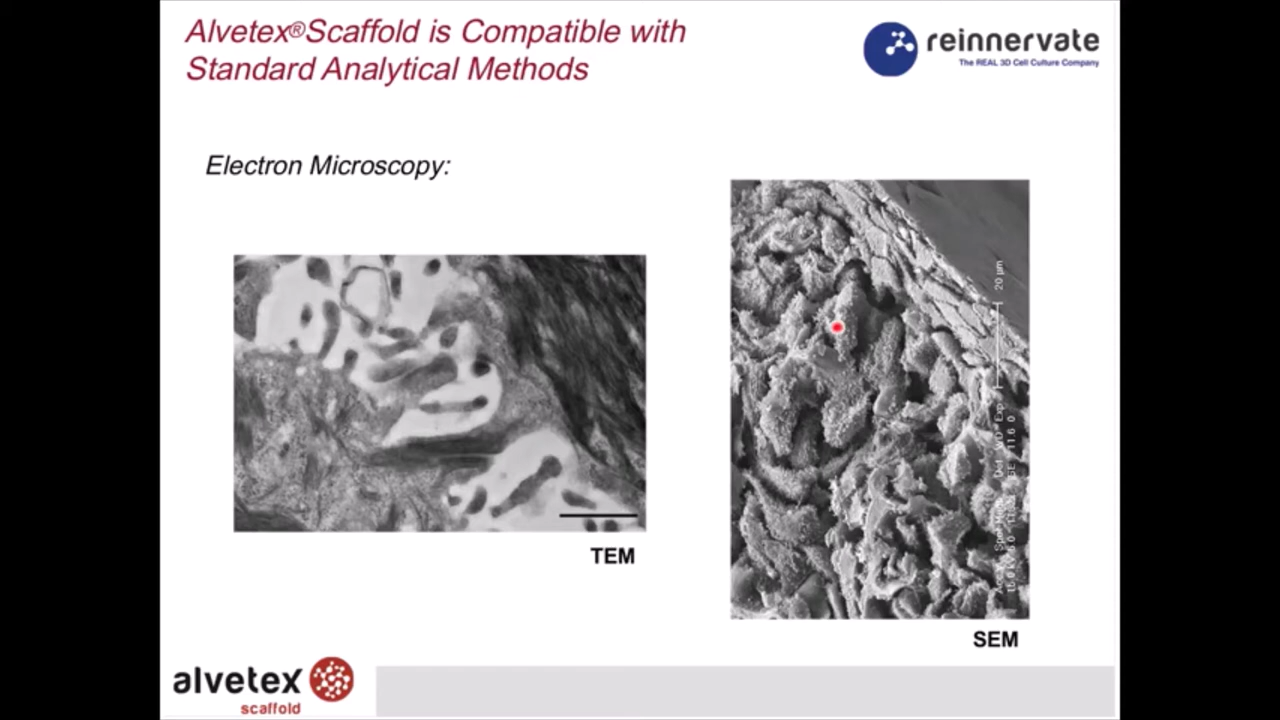 Alvetex®Scaffold is Compatible with
Standard Analytical Methods
reinnervate
The REAL 3D Cell Culture Company
Electron Microscopy:
20 µm
TEM
SEM
alvetex
scaffold